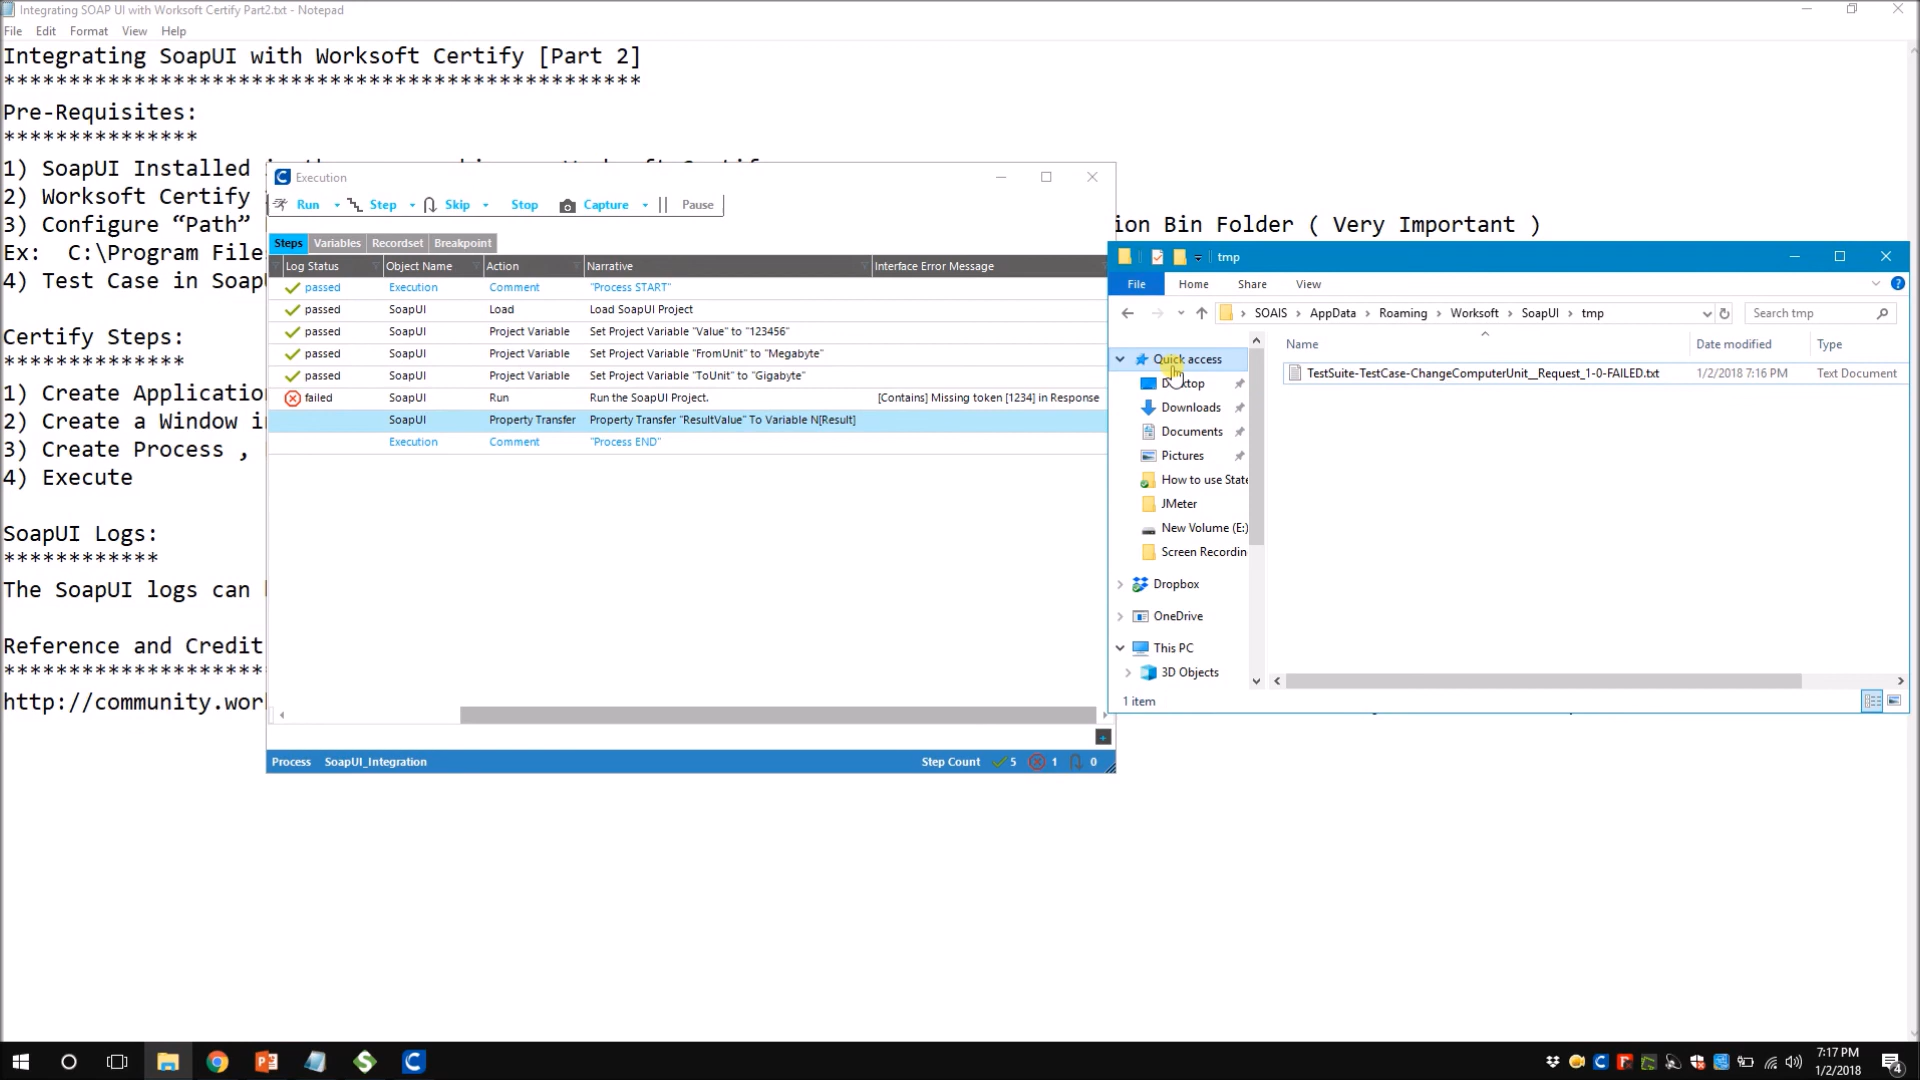 Integrating SOAP UI with Worksoft Certify Part2.txt - Notepad
File Edit Format View Help
Integrating SoapUI with Worksoft Certify [Part 2]
*************************************************
Pre-Requisites:
***************
1) SoapUI Installed
2) Worksoft Certify
3) Configure “Path” ion Bin Folder ( Very Important )
Ex: C:\Program File
4) Test Case in Soap
Certify Steps:
**************
1) Create Application
2) Create a Window i
3) Create Process ,
4) Execute
SoapUI Logs:
************
The SoapUI logs can
Reference and Credit
http://community.wor
Execution
Run Step Skip Stop Capture Pause
Steps Variables Recordset Breakpoint
Log Status Object Name Action Narrative Interface Error Message
passed Execution Comment "Process START"
passed SoapUI Load Load SoapUI Project
passed SoapUI Project Variable Set Project Variable "Value" to "123456"
passed SoapUI Project Variable Set Project Variable "FromUnit" to "Megabyte"
passed SoapUI Project Variable Set Project Variable "ToUnit" to "Gigabyte"
failed SoapUI Run Run the SoapUI Project. [Contains] Missing token [1234] in Response
SoapUI Property Transfer Property Transfer "ResultValue" To Variable N[Result]
Execution Comment "Process END"
Process SoapUI_Integration Step Count 5 1 0
tmp
File Home Share View
SOAIS AppData Roaming Worksoft SoapUI tmp Search tmp
Name Date modified Type
TestSuite-TestCase-ChangeComputerUnit__Request_1-0-FAILED.txt 1/2/2018 7:16 PM Text Document
Quick access
Desktop
Downloads
Documents
Pictures
How to use State
JMeter
New Volume (E:)
Screen Recordin
Dropbox
OneDrive
This PC
3D Objects
1 item
7:17 PM
1/2/2018
4